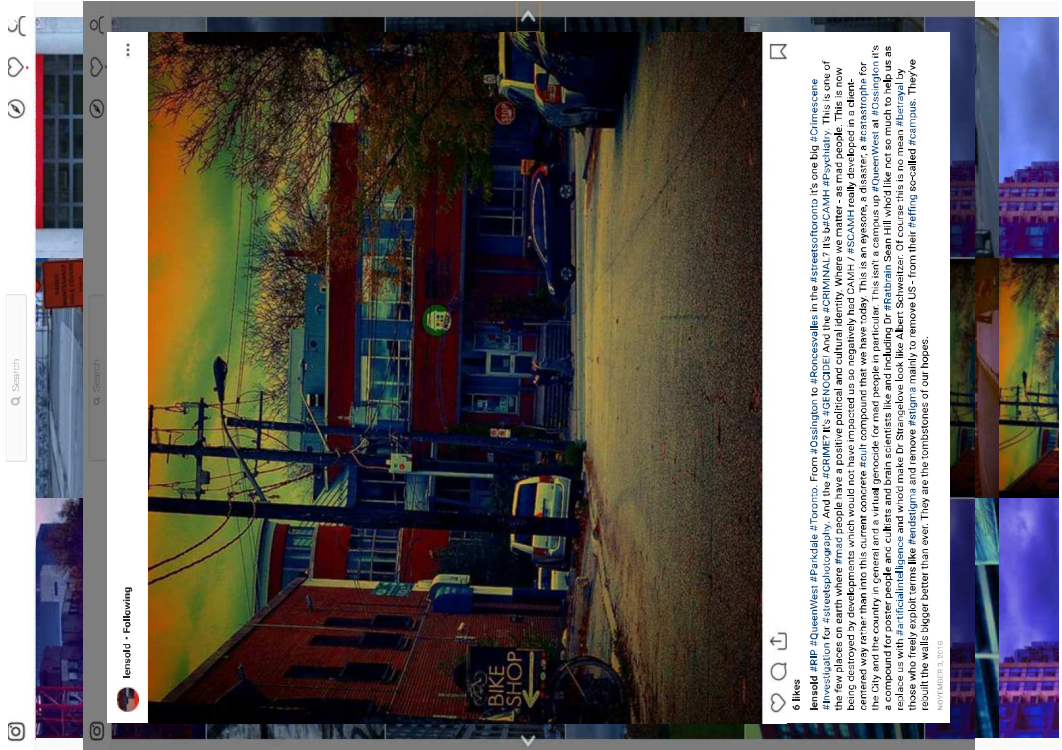 Search
Search
lensold • Following
STOP
BIKE
SHOP
6 likes
lensold #RIP #QueenWest #Parkdale #Toronto. From #Ossington to #Roncesvalles in the #streetsoftoronto it's one big #Crimescene
#Investigation for #streetsphotography. And the #CRIME? It's #GENOCIDE! And the #CRIMINAL? It's b#CAMH #Psychiatry. This is one of
the few places on earth where #mad people have a positive political and cultural identity. Where we matter - as mad people. This is now
being destroyed by developments which would not have impacted us so negatively had CAMH / #SCAMH really developed in a client-
centered way rather than into this current concrete #cult compound that we have today. This is an eyesore, a disaster, a #catastrophe for
the City and the country in general and a virtual genocide for mad people in particular. This isn't a campus up #QueenWest at #Ossington it's
a compound for poster people and cultists and brain scientists like and including Dr #Ratbrain Sean Hill who'd like not so much to help us as
replace us with #artificialintelligence and who'd make Dr Strangelove look like Albert Schweitzer. Of course this is no mean #betrayal by
those who freely exploit terms like #endstigma and remove #stigma mainly to remove US - from their #effing so-called #campus. They've
rebuilt the walls bigger better than ever. They are the tombstones of our hopes.
NOVEMBER 3, 2018